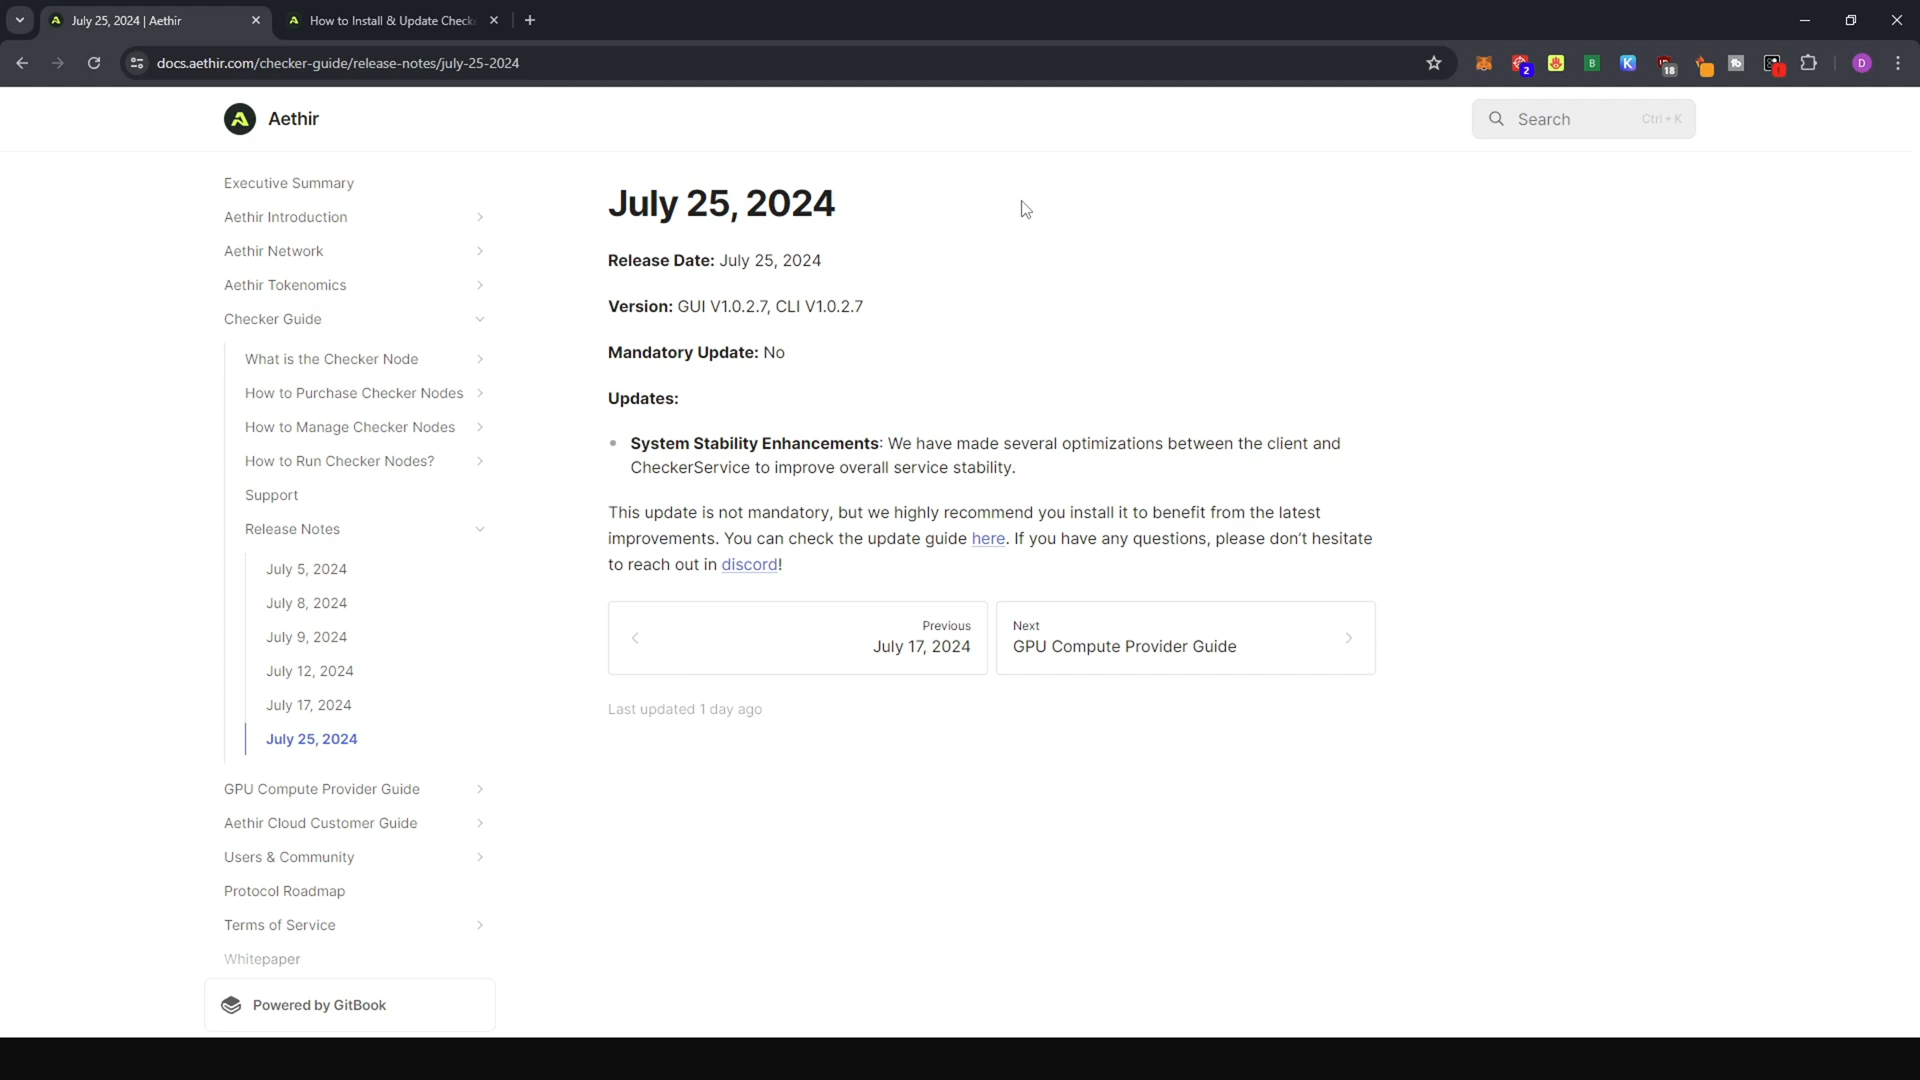 July 25, 2024 | Aethir
How to Install & Update Check
docs.aethir.com/checker-guide/release-notes/july-25-2024
2
B
K
18
tb
D
Aethir
Search
Ctrl + K
Executive Summary
Aethir Introduction
Aethir Network
Aethir Tokenomics
Checker Guide
What is the Checker Node
How to Purchase Checker Nodes
How to Manage Checker Nodes
How to Run Checker Nodes?
Support
Release Notes
July 5, 2024
July 8, 2024
July 9, 2024
July 12, 2024
July 17, 2024
July 25, 2024
GPU Compute Provider Guide
Aethir Cloud Customer Guide
Users & Community
Protocol Roadmap
Terms of Service
Whitepaper
Powered by GitBook
July 25, 2024
Release Date: July 25, 2024
Version: GUI V1.0.2.7, CLI V1.0.2.7
Mandatory Update: No
Updates:
System Stability Enhancements: We have made several optimizations between the client and
CheckerService to improve overall service stability.
This update is not mandatory, but we highly recommend you install it to benefit from the latest
improvements. You can check the update guide here. If you have any questions, please don’t hesitate
to reach out in discord!
Previous
July 17, 2024
Next
GPU Compute Provider Guide
Last updated 1 day ago